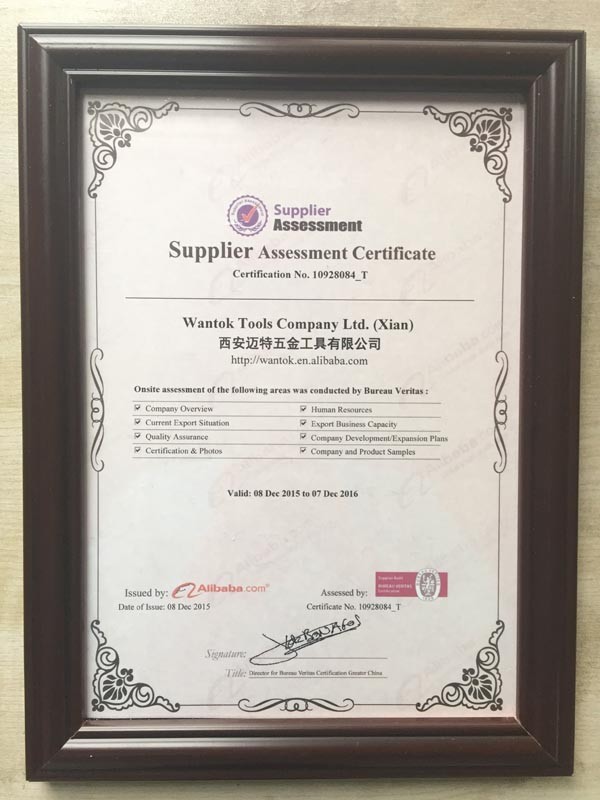 Supplier
Assessment
Supplier Assessment Certificate
Certification No. 10928084_T
Wantok Tools Company Ltd. (Xian)
西安迈特五金工具有限公司
http://wantok.en.alibaba.com
Onsite assessment of the following areas was conducted by Bureau Veritas :
Company Overview
Human Resources
Current Export Situation
Export Business Capacity
Quality Assurance
Company Development/Expansion Plans
Certification & Photos
Company and Product Samples
Valid: 08 Dec 2015 to 07 Dec 2016
Issued by: Alibaba.com®
Assessed by:
Supplier Audit
BUREAU VERITAS
Certification
Date of Issue: 08 Dec 2015
Certificate No. 10928084_T
Signature:
Title: Director for Bureau Veritas Certification Greater China